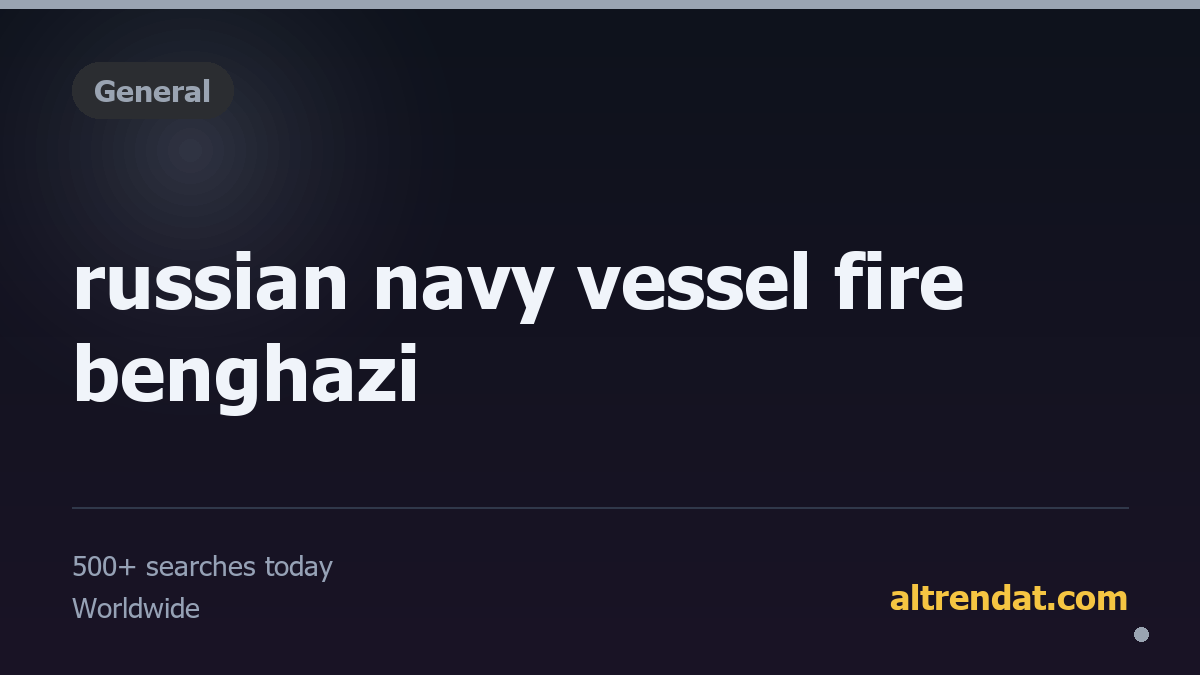 General
russian navy vessel fire
benghazi
500+ searches today
Worldwide
altrendat.com